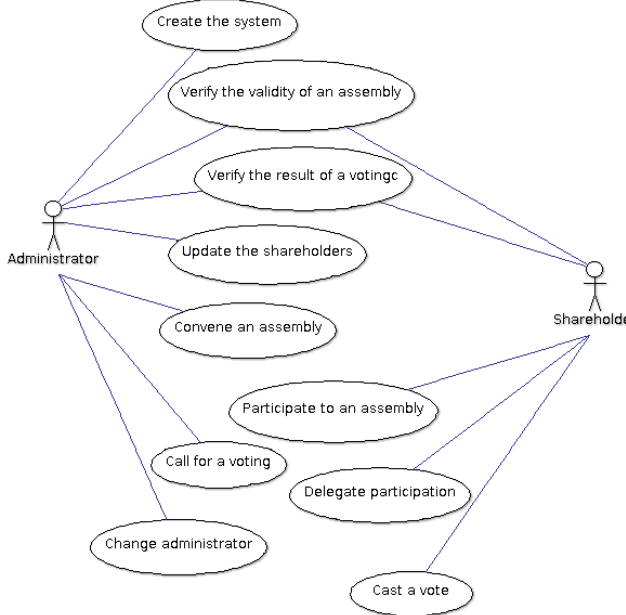 Create the system
Verify the validity of an assembly
Verify the result of a votingc
Administrator
Update the shareholders
Shareholde
Convene an assembly
Participate to an assembly
Call for a voting
Delegate participation
Change administrator
Cast a vote